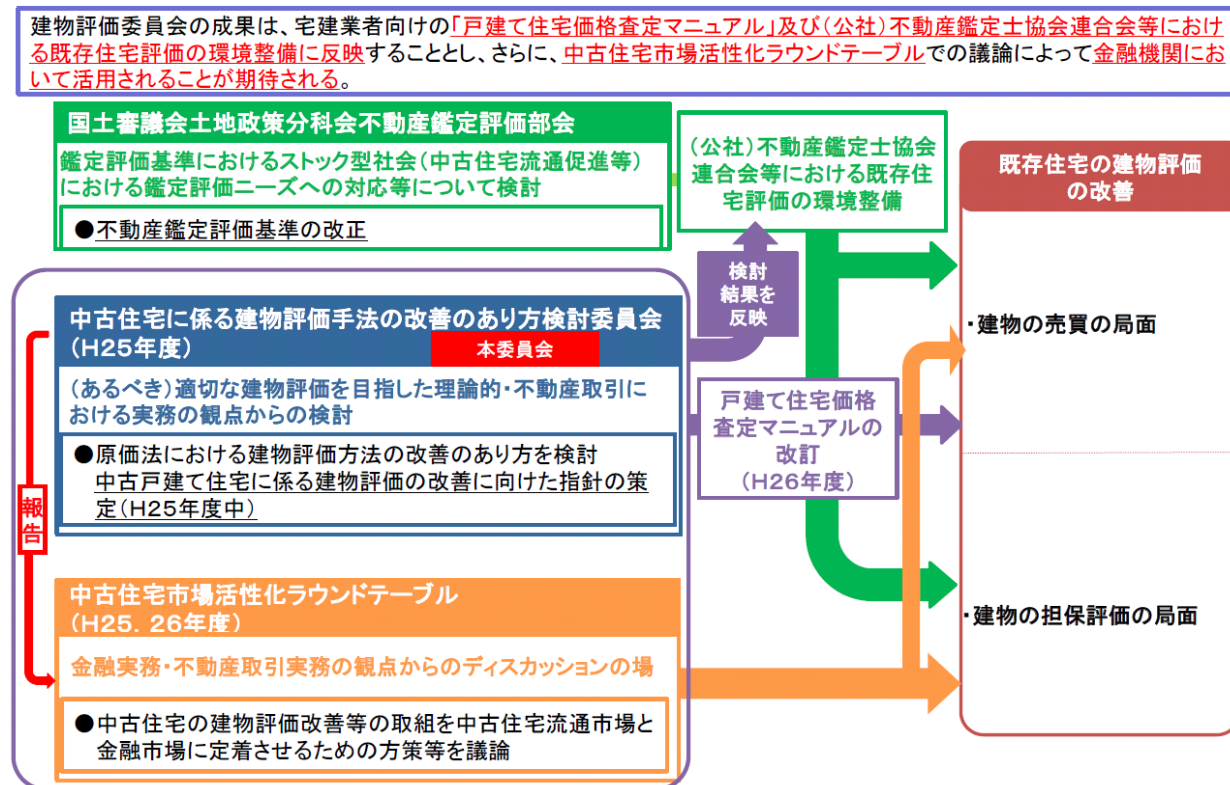 建物評価委員会の成果は、宅建業者向けの「戸建て住宅価格査定マニュアル」及び(公社)不動産鑑定士協会連合会等におけ
る既存住宅評価の環境整備に反映することとし、さらに、中古住宅市場活性化ラウンドテーブルでの議論によって金融機関にお
いて活用されることが期待される。
国土審議会土地政策分科会不動産鑑定評価部会
鑑定評価基準におけるストック型社会(中古住宅流通促進等)
における鑑定評価ニーズへの対応等について検討
●不動産鑑定評価基準の改正
(公社)不動産鑑定士協会
連合会等における既存住
宅評価の環境整備
既存住宅の建物評価
の改善
検討
結果を
反映
中古住宅に係る建物評価手法の改善のあり方検討委員会
(H25年度)
本委員会
(あるべき)適切な建物評価を目指した理論的・不動産取引に
おける実務の観点からの検討
●原価法における建物評価方法の改善のあり方を検討
中古戸建て住宅に係る建物評価の改善に向けた指針の策
定(H25年度中)
戸建て住宅価格
査定マニュアルの
改訂
(H26年度)
・建物の売買の局面
報告
中古住宅市場活性化ラウンドテーブル
(H25．26年度)
金融実務・不動産取引実務の観点からのディスカッションの場
●中古住宅の建物評価改善等の取組を中古住宅流通市場と
金融市場に定着させるための方策等を議論
・建物の担保評価の局面